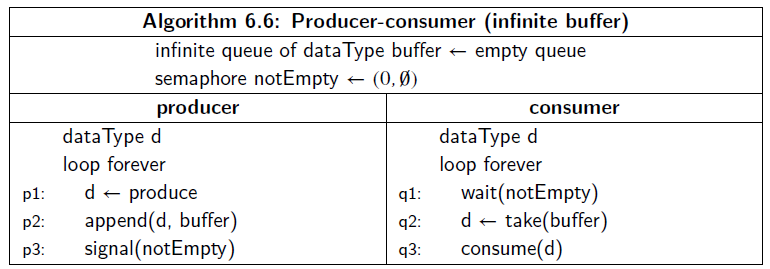 Algorithm 6.6: Producer-consumer (infinite buffer)
infinite queue of dataType buffer ← empty queue
semaphore notEmpty ← (0, ∅)
producer
dataType d
loop forever
p1: d ← produce
p2: append(d, buffer)
p3: signal(notEmpty)
consumer
dataType d
loop forever
q1: wait(notEmpty)
q2: d ← take(buffer)
q3: consume(d)